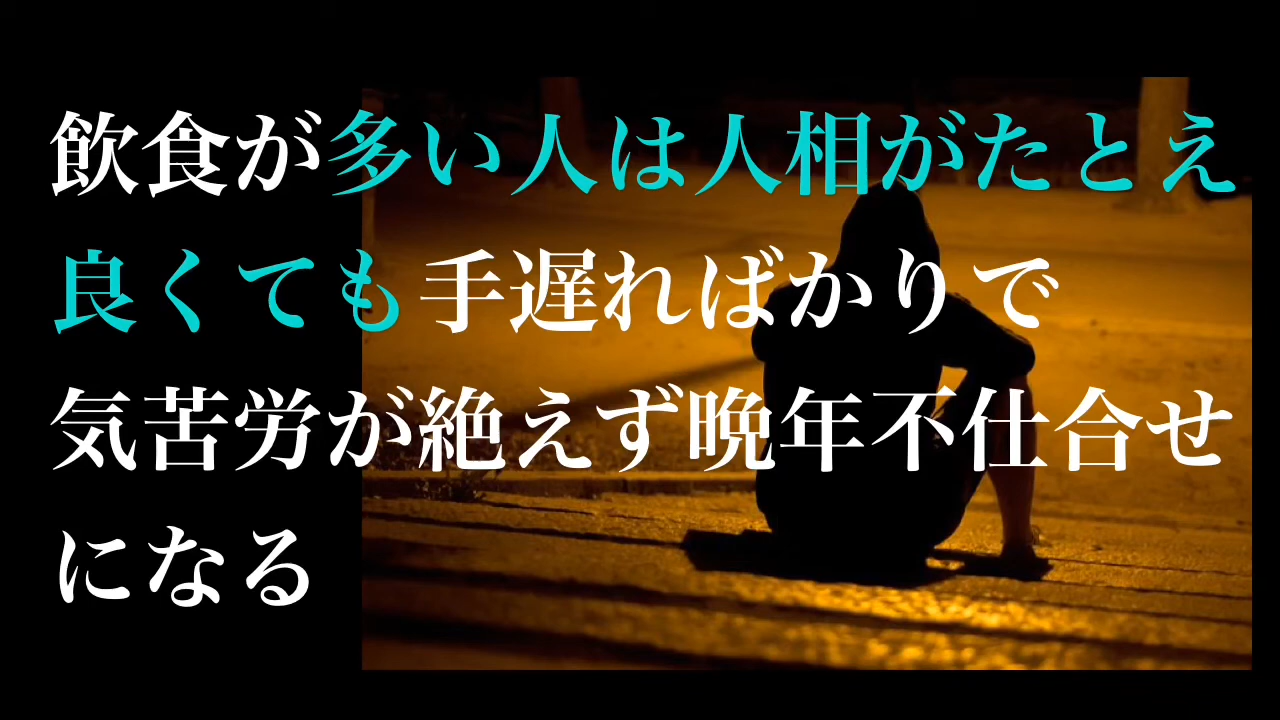 飲食が多い人は人相がたとえ
良くても手遅ればかりで
気苦労が絶えず晩年不仕合せ
になる